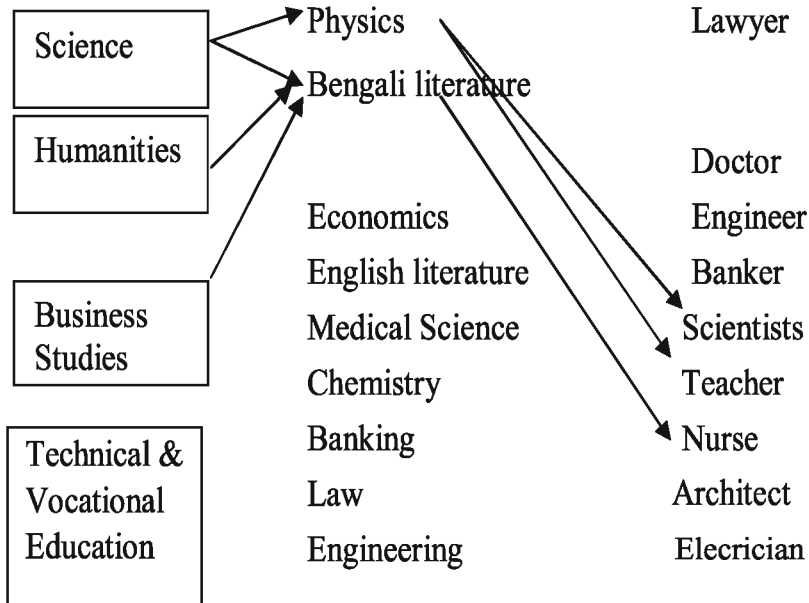 Science
Humanities
Business
Studies
Technical &
Vocational
Education
Physics
Bengali literature
Economics
English literature
Medical Science
Chemistry
Banking
Law
Engineering
Lawyer
Doctor
Engineer
Banker
Scientists
Teacher
Nurse
Architect
Elecrician